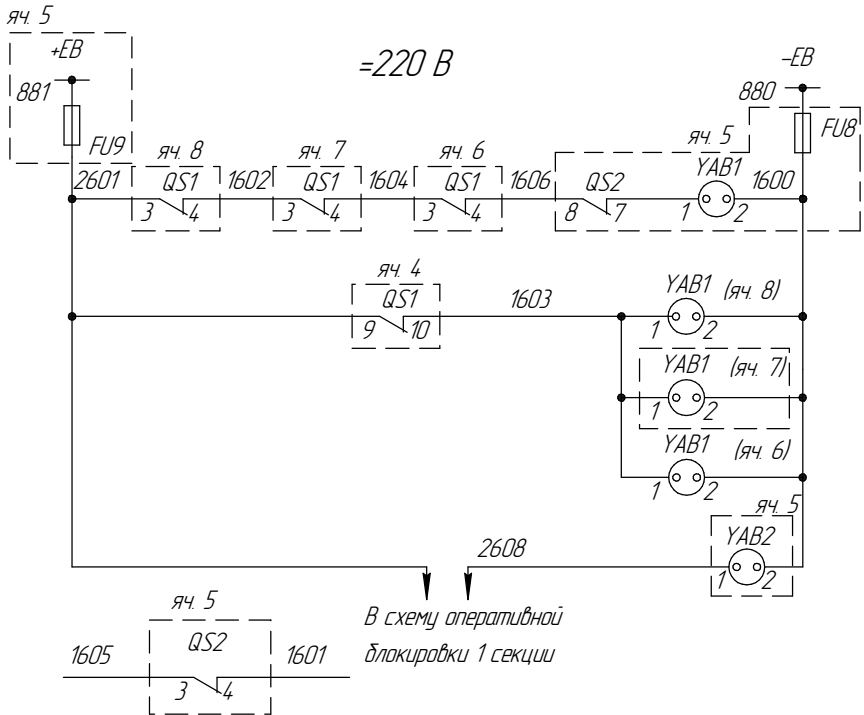 яч. 5
+ЕВ
=220 В
-ЕВ
881
880
FU9
FU8
яч. 8
яч. 7
яч. 6
яч. 5
2601
QS1
1602
QS1
1604
QS1
1606
QS2
YAB1
1600
3 4
3 4
3 4
8 7
1 2
яч. 4
QS1
1603
YAB1 (яч. 8)
9 10
1 2
YAB1 (яч. 7)
1 2
YAB1 (яч. 6)
1 2
яч. 5
2608
YAB2
1 2
В схему оперативной
блокировки 1 секции
яч. 5
1605
QS2
1601
3 4